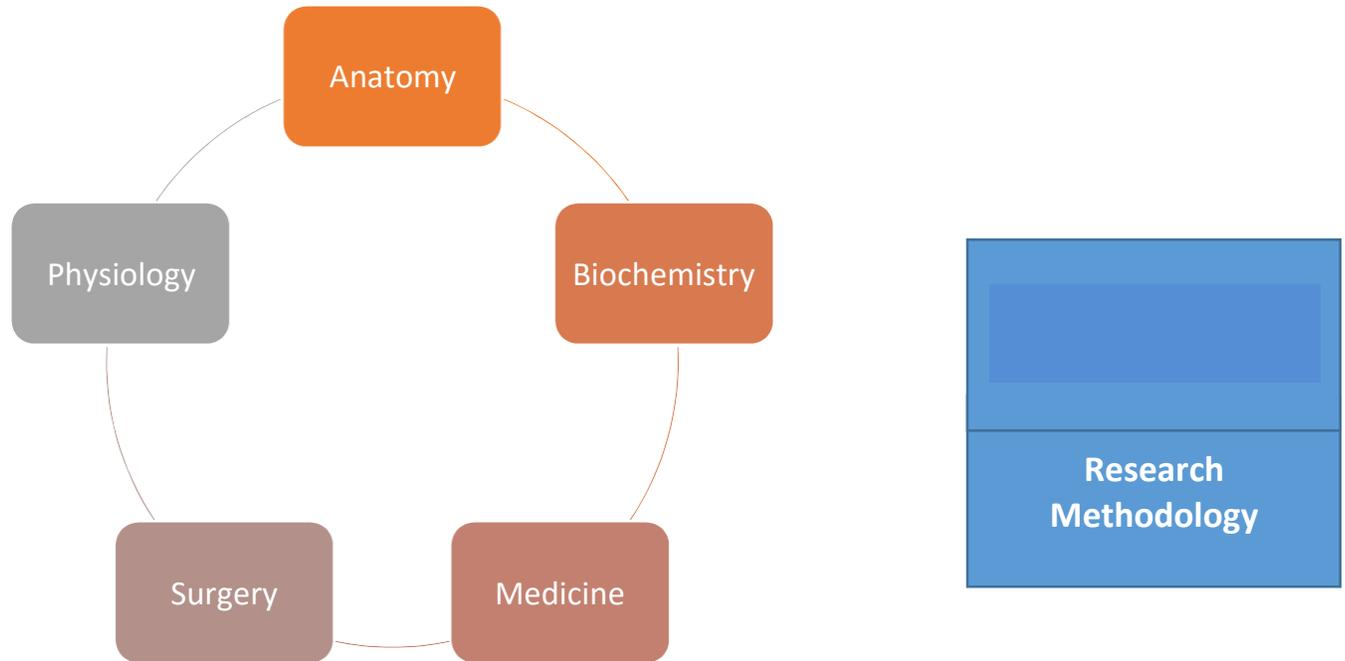 Anatomy
Physiology
Biochemistry
Research
Methodology
Surgery
Medicine